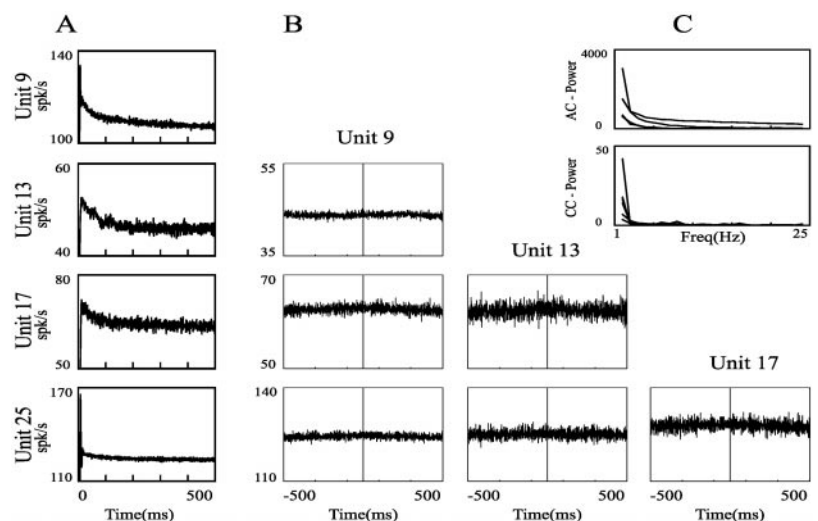 A
B
C
140
Unit 9
spk/s
100
60
Unit 13
spk/s
40
80
Unit 17
spk/s
50
170
Unit 25
spk/s
110
0
500
Time(ms)
Unit 9
55
35
70
50
140
110
-500
500
Time(ms)
Unit 13
-500
500
Time(ms)
Unit 17
-500
500
Time(ms)
4000
AC - Power
0
50
CC - Power
0
1
Freq(Hz)
25